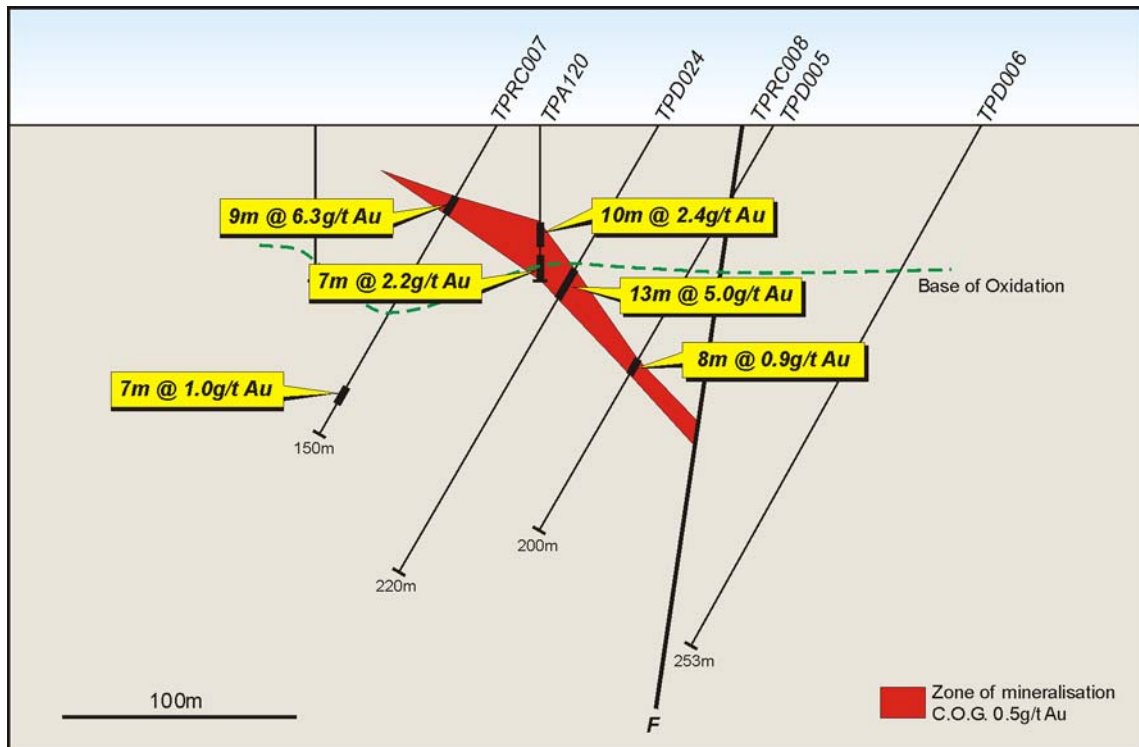 TPRC007
TPA120
TPD024
TPRC008
TPD005
TPD006
9m @ 6.3g/t Au
10m @ 2.4g/t Au
7m @ 2.2g/t Au
13m @ 5.0g/t Au
Base of Oxidation
8m @ 0.9g/t Au
7m @ 1.0g/t Au
150m
200m
220m
253m
100m
F
Zone of mineralisation
C.O.G. 0.5g/t Au